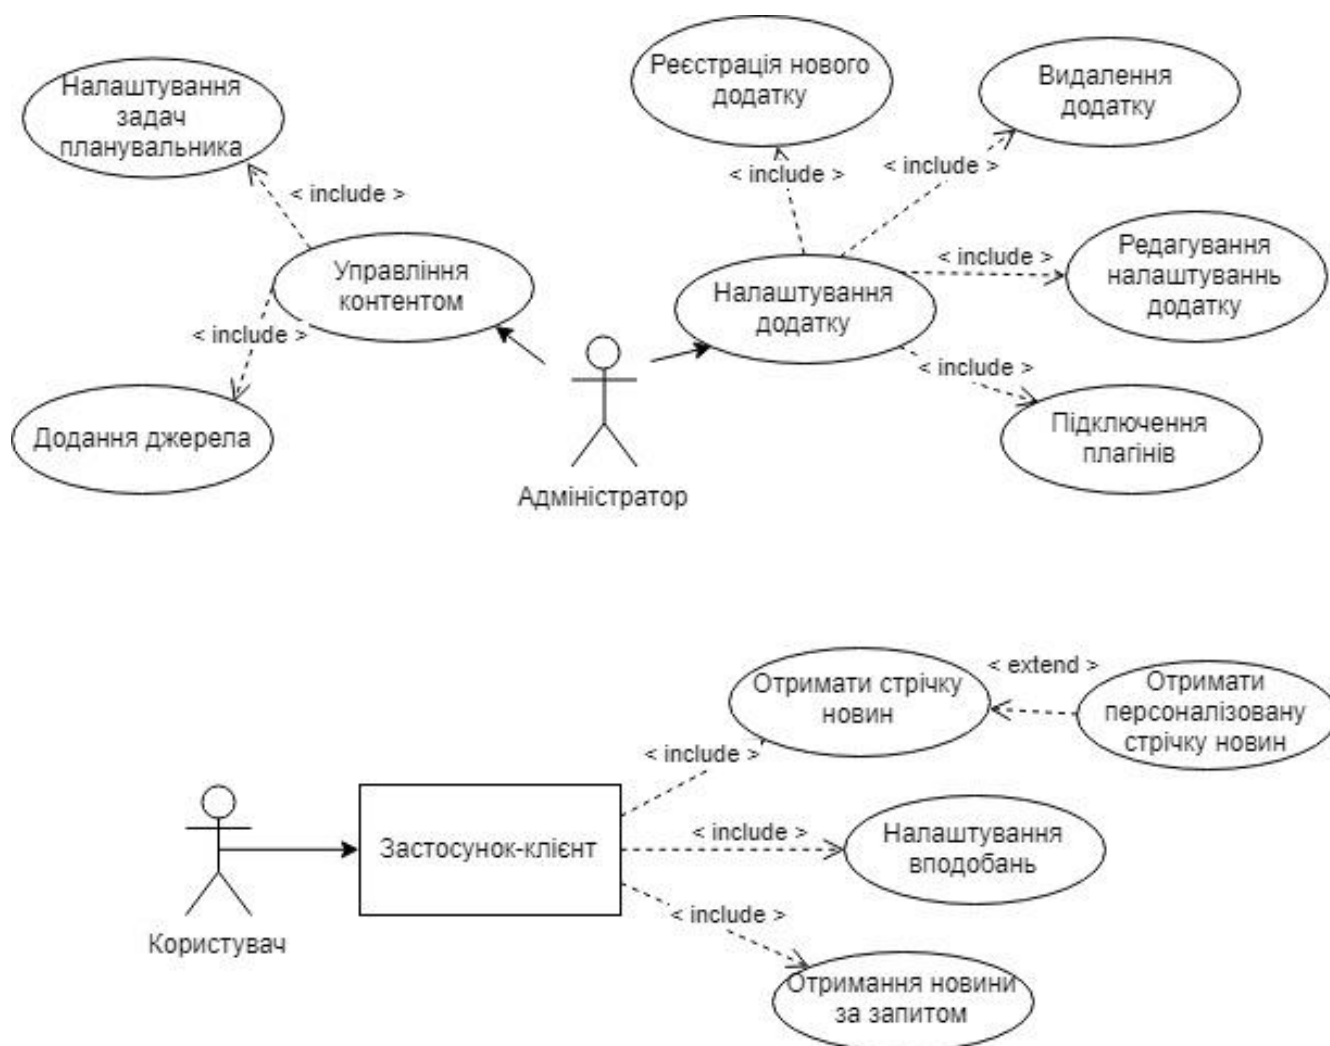 Реєстрація нового
додатку
Видалення
додатку
Налаштування
задач
планувальника
< include >
< include >
< include >
Редагування
налаштуваннь
додатку
< include >
Управління
контентом
Налаштування
додатку
< include >
< include >
Підключення
плагінів
Додання джерела
Адміністратор
Отримати стрічку
новин
< extend >
Отримати
персоналізовану
стрічку новин
< include >
Застосунок-клієнт
< include >
Налаштування
вподобань
< include >
Користувач
Отримання новини
за запитом